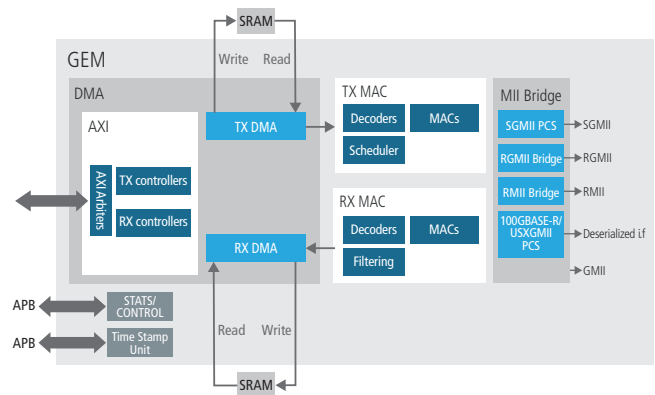 SRAM
GEM
Write Read
DMA
AXI
AXI Arbiters
TX controllers
RX controllers
TX DMA
RX DMA
TX MAC
Decoders
MACs
Scheduler
RX MAC
Decoders
MACs
Filtering
MII Bridge
SGMII PCS
SGMII
RGMII Bridge
RGMII
RMII Bridge
RMII
100GBASE-R/
USXGMII
PCS
Deserialized i.f
GMII
APB
STATS/
CONTROL
APB
Time Stamp
Unit
Read Write
SRAM